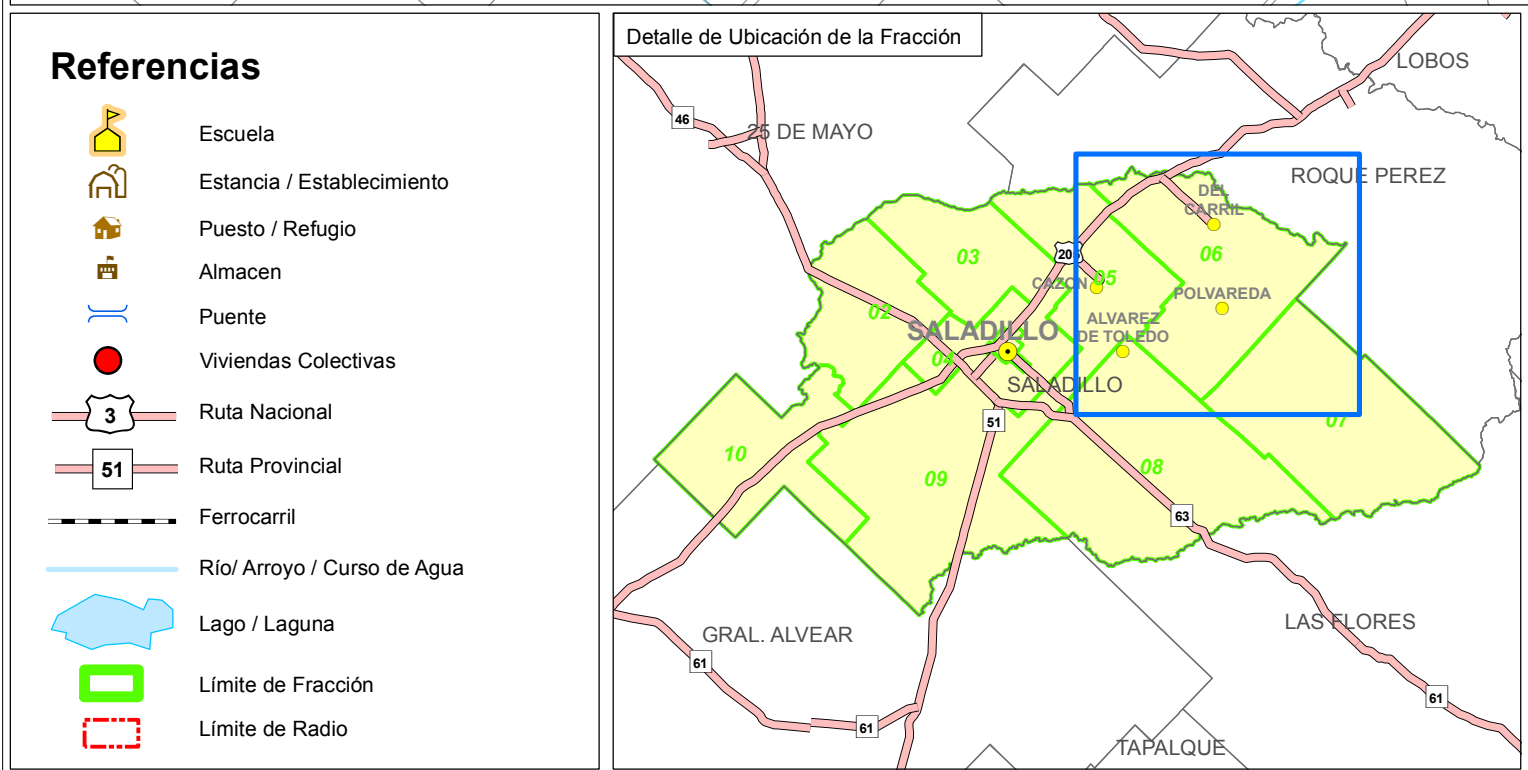 Referencias
Escuela
Estancia / Establecimiento
Puesto / Refugio
Almacen
Puente
Viviendas Colectivas
3
Ruta Nacional
51
Ruta Provincial
Ferrocarril
Río/ Arroyo / Curso de Agua
Lago / Laguna
Límite de Fracción
Límite de Radio
Detalle de Ubicación de la Fracción
LOBOS
46
25 DE MAYO
ROQUE PEREZ
DEL
CARRIL
03
06
05
CAZON
POLVAREDA
02
ALVAREZ
DE TOLEDO
SALADILLO
04
SALADILLO
51
07
10
08
09
63
LAS FLORES
GRAL. ALVEAR
61
61
61
TAPALQUE